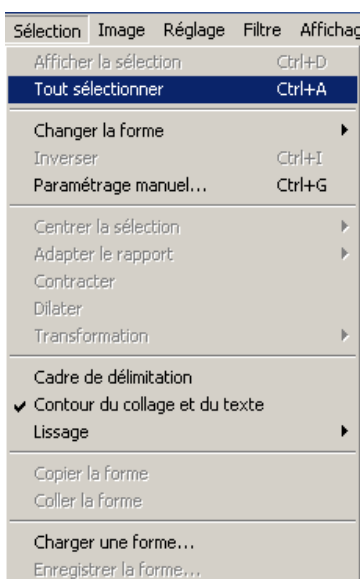 Sélection Image Réglage Filtre Affichag
Afficher la sélection Ctrl+D
Tout sélectionner Ctrl+A
Changer la forme
Inverser Ctrl+I
Paramétrage manuel... Ctrl+G
Centrer la sélection
Adapter le rapport
Contracter
Dilater
Transformation
Cadre de délimitation
Contour du collage et du texte
Lissage
Copier la forme
Coller la forme
Charger une forme...
Enregistrer la forme...